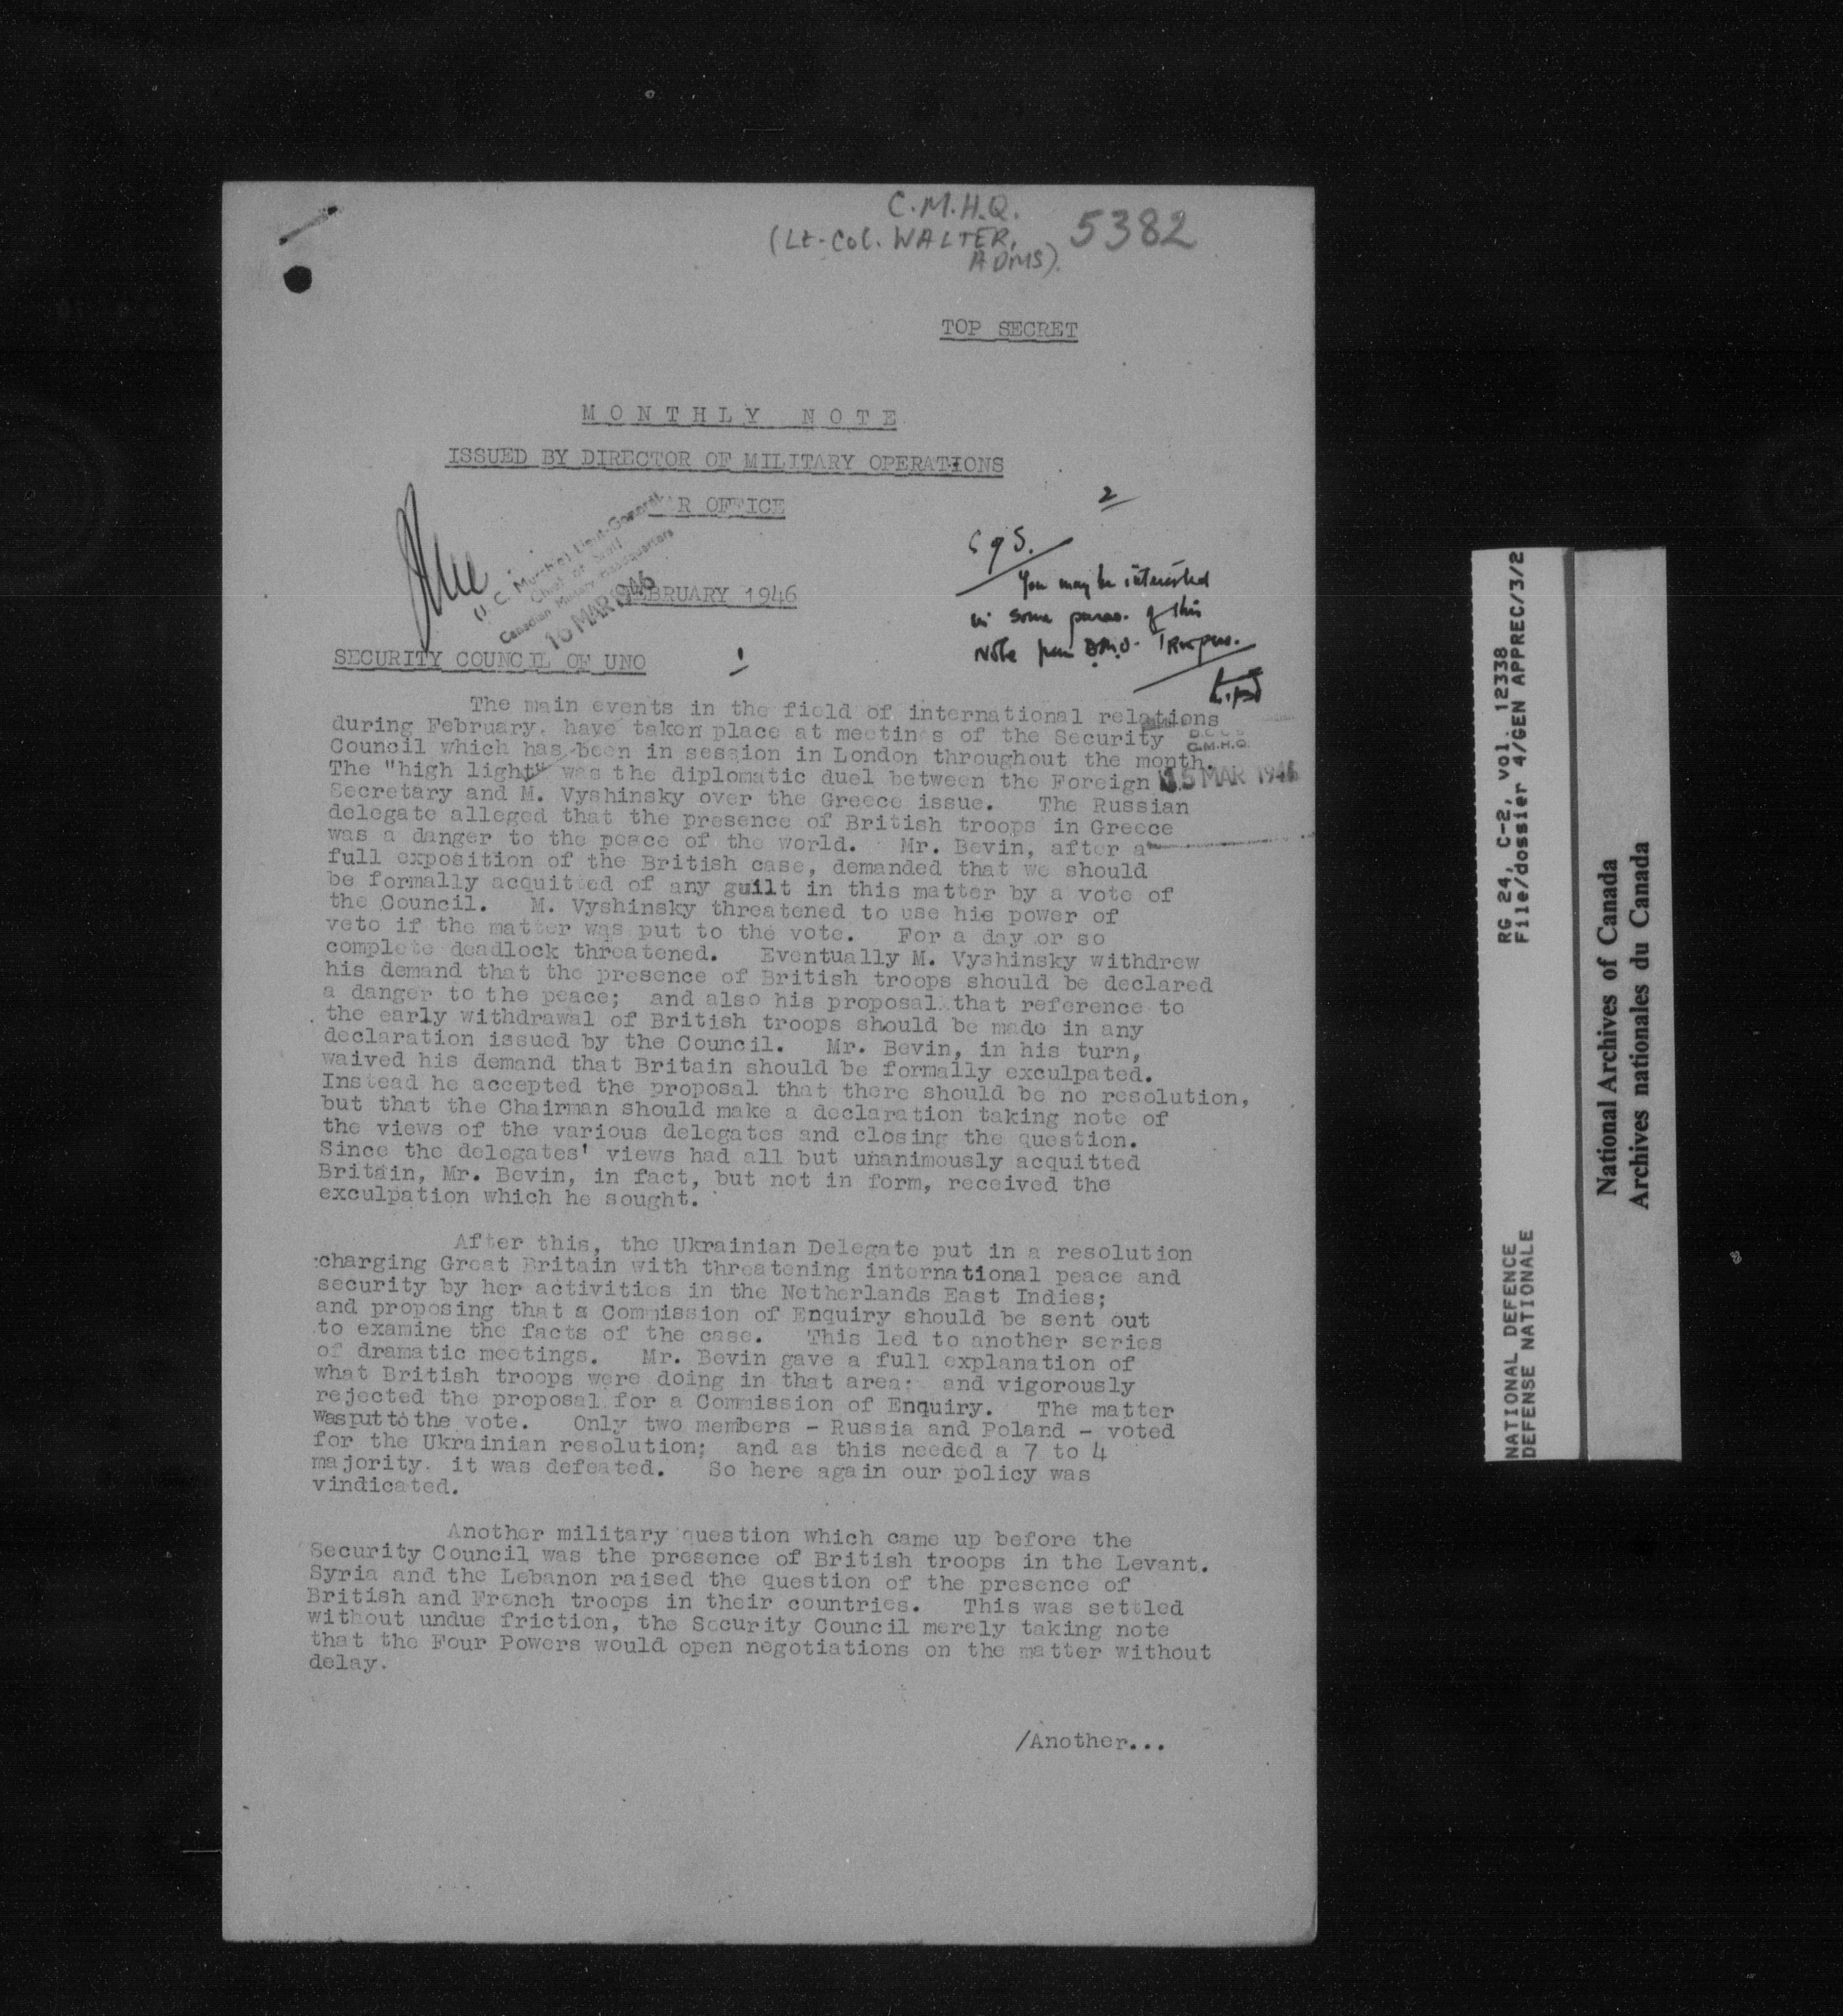 C.M.H.Q.
(Lt-Col. WALTER,
ADMS).
5382
TOP SECRET
MONTHLY NOTE
ISSUED BY DIRECTOR OF MILITARY OPERATIONS
R OFFICE
(J. C. Murchie) Lieut-General
Chief of Staff
Canadian Military Headquarters
16 MAR 1946
BRUARY 1946
2
CGS.
You may be interested
in some paras. of this
Note from D.M.O.
SECURITY COUNCIL OF UNO
1
The main events in the field of international relations
during February, have taken place at meetin s of the Security
Council which has been in session in London throughout the month.
The "high light" was the diplomatic duel between the Foreign
Secretary and M. Vyshinsky over the Greece issue. The Russian
delegate alleged that the presence of British troops in Greece
was a danger to the peace of the world. Mr. Bevin, after a
full exposition of the British case, demanded that we should
be formally acquitted of any guilt in this matter by a vote of
the Council. M. Vyshinsky threatened to use his power of
veto if the matter was put to the vote. For a day or so
complete deadlock threatened. Eventually M. Vyshinsky withdrew
his demand that the presence of British troops should be declared
a danger to the peace; and also his proposal that reference to
the early withdrawal of British troops should be made in any
declaration issued by the Council. Mr. Bevin, in his turn,
waived his demand that Britain should be formally exculpated.
Instead he accepted the proposal that there should be no resolution,
but that the Chairman should make a declaration taking note of
the views of the various delegates and closing the question.
Since the delegates' views had all but unanimously acquitted
Britain, Mr. Bevin, in fact, but not in form, received the
exculpation which he sought.
C.M.H.Q.
15 MAR 1946
After this, the Ukrainian Delegate put in a resolution
charging Great Britain with threatening international peace and
security by her activities in the Netherlands East Indies;
and proposing that a Commission of Enquiry should be sent out
to examine the facts of the case. This led to another series
of dramatic meetings. Mr. Bevin gave a full explanation of
what British troops were doing in that area; and vigorously
rejected the proposal for a Commission of Enquiry. The matter
was put to the vote. Only two members - Russia and Poland - voted
for the Ukrainian resolution; and as this needed a 7 to 4
majority. it was defeated. So here again our policy was
vindicated.
Another military question which came up before the
Security Council was the presence of British troops in the Levant.
Syria and the Lebanon raised the question of the presence of
British and French troops in their countries. This was settled
without undue friction, the Security Council merely taking note
that the Four Powers would open negotiations on the matter without
delay.
/Another...
NATIONAL DEFENCE
DEFENSE NATIONALE
RG 24, C-2, vol. 12338
File/dossier 4/GEN APPREC/3/2
National Archives of Canada
Archives nationales du Canada